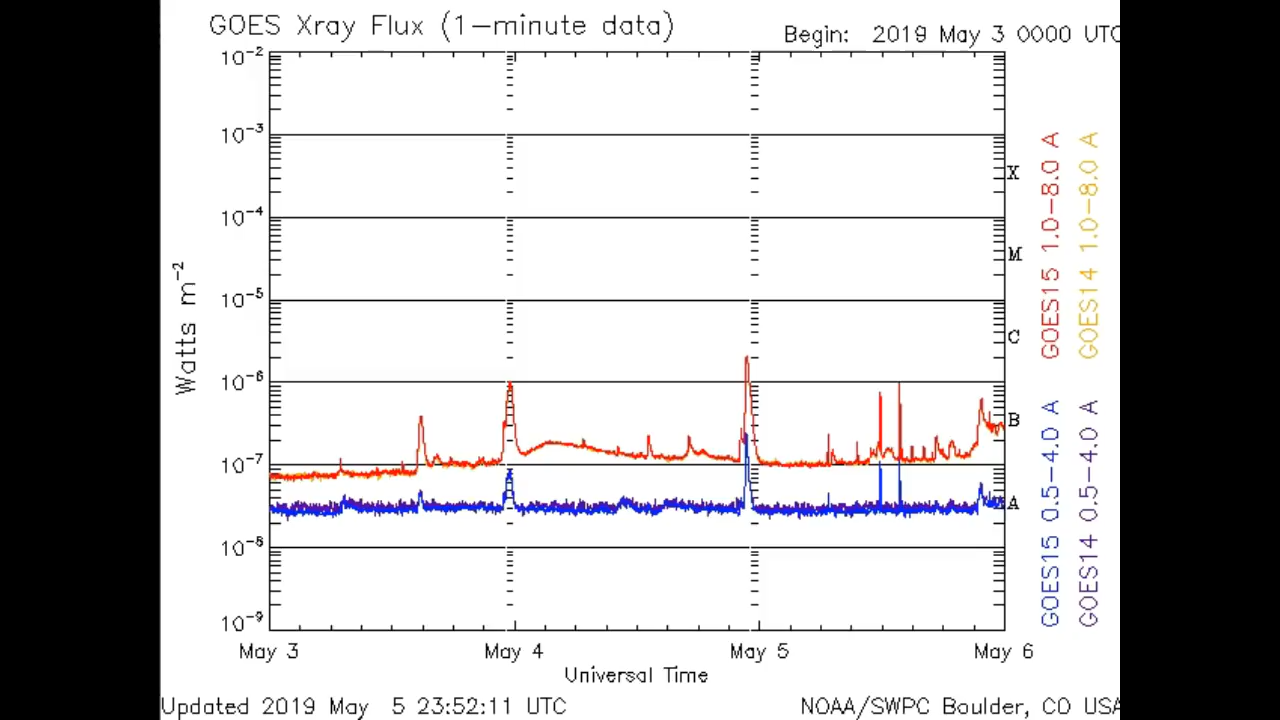 GOES Xray Flux (1-minute data)
Begin: 2019 May 3 0000 UTC
10-2
10-3
10-4
10-5
10-6
10-7
10-8
10-9
Watts m-2
X
M
C
B
A
GOES15 1.0-8.0 A
GOES14 1.0-8.0 A
GOES15 0.5-4.0 A
GOES14 0.5-4.0 A
May 3 May 4 May 5 May 6
Universal Time
Updated 2019 May 5 23:52:11 UTC
NOAA/SWPC Boulder, CO USA